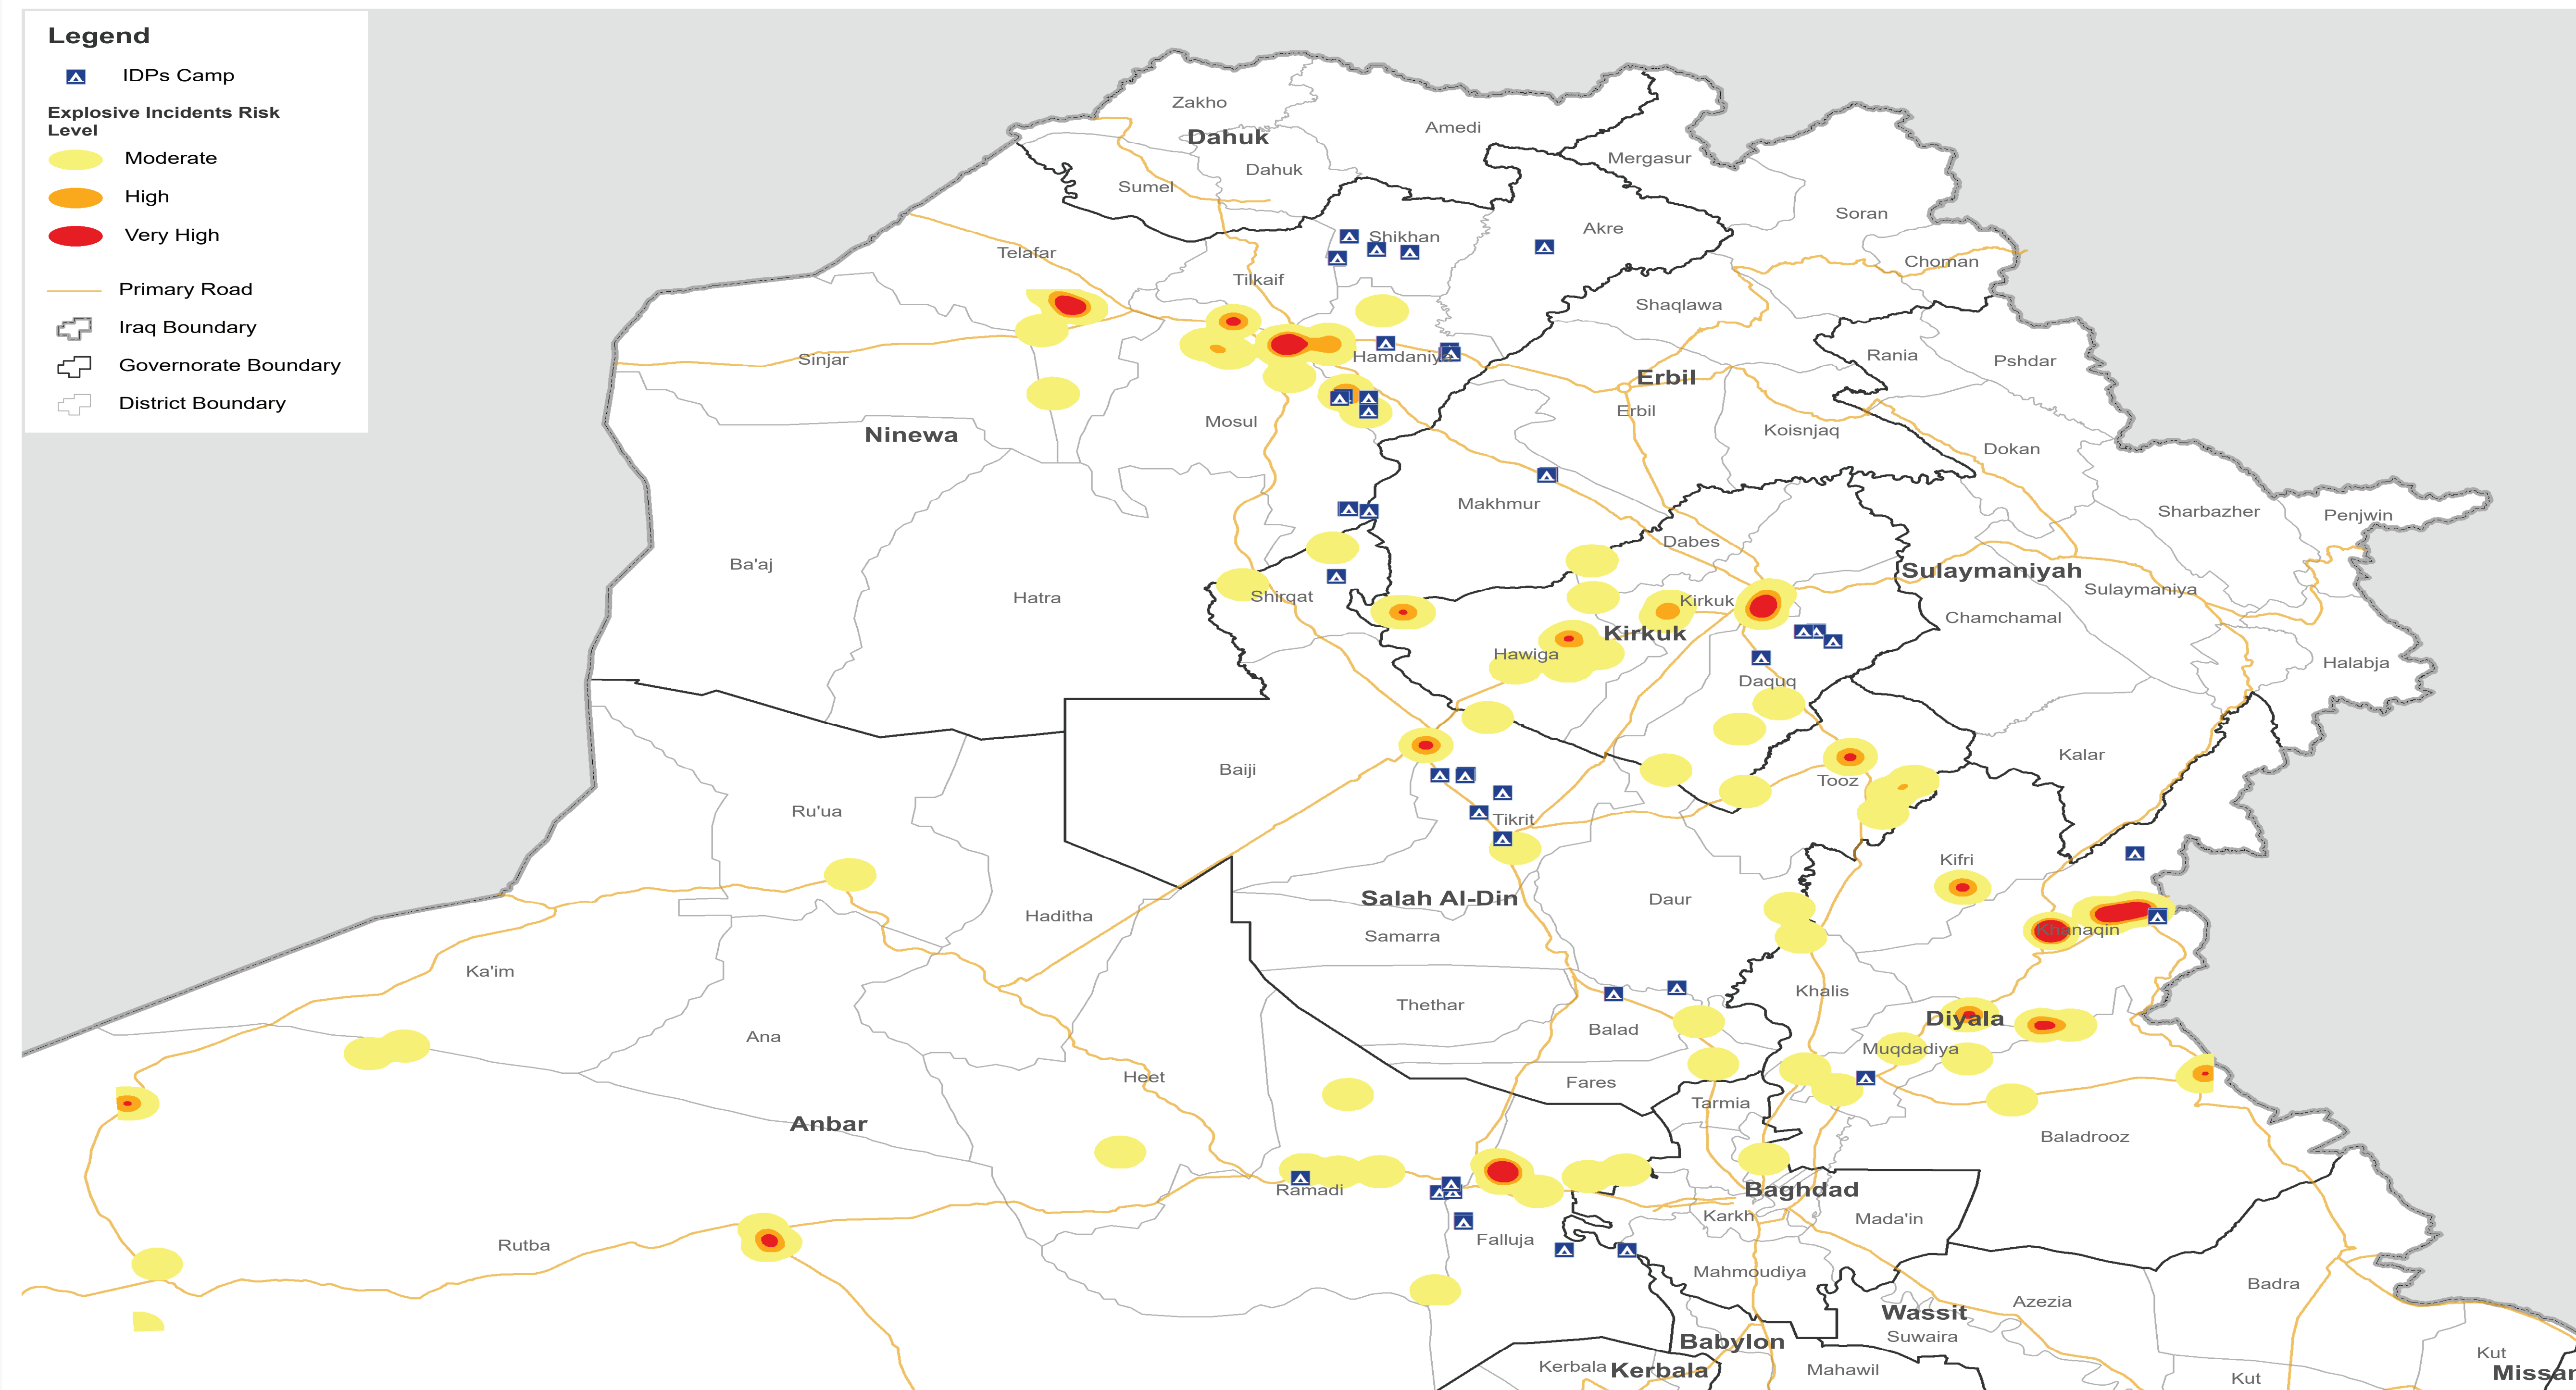 Legend
IDPs Camp
Explosive Incidents Risk
Level
Moderate
High
Very High
Primary Road
Iraq Boundary
Governorate Boundary
District Boundary
Zakho
Amedi
Dahuk
Mergasur
Dahuk
Sumel
Soran
Akre
Shikhan
Telafar
Choman
Tilkaif
Shaqlawa
Hamdaniya
Rania
Sinjar
Pshdar
Erbil
Erbil
Mosul
Koisnjaq
Ninewa
Dokan
Makhmur
Sharbazher
Penjwin
Dabes
Ba'aj
Sulaymaniyah
Sulaymaniya
Shirqat
Hatra
Kirkuk
Chamchamal
Kirkuk
Hawiga
Halabja
Daquq
Kalar
Baiji
Tooz
Ru'ua
Tikrit
Kifri
Salah Al-Din
Daur
Haditha
Khanaqin
Samarra
Ka'im
Khalis
Thethar
Diyala
Balad
Ana
Muqdadiya
Heet
Fares
Tarmia
Anbar
Baladrooz
Ramadi
Baghdad
Karkh
Mada'in
Falluja
Rutba
Mahmoudiya
Badra
Azezia
Wassit
Suwaira
Babylon
Kut
Kerbala
Kerbala
Mahawil
Missan
Kut